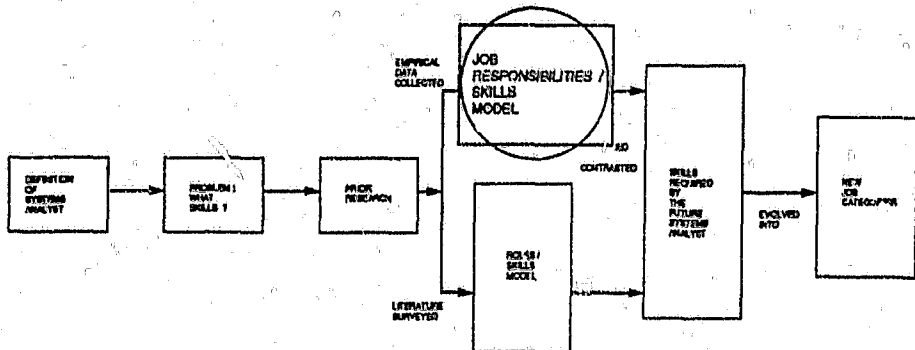 DEFINITION
OF
SYSTEMS
ANALYST
PROBLEM:
WHAT
SKILLS ?
PRIOR
RESEARCH
EMPIRICAL
DATA
COLLECTED
JOB
RESPONSIBILITIES /
SKILLS
MODEL
CONTRASTED
LITERATURE
SURVEYED
ROLES /
SKILLS
MODEL
SKILLS
REQUIRED
BY
THE
FUTURE
SYSTEMS
ANALYST
EVOLVED
INTO
NEW
JOB
CATEGORIES